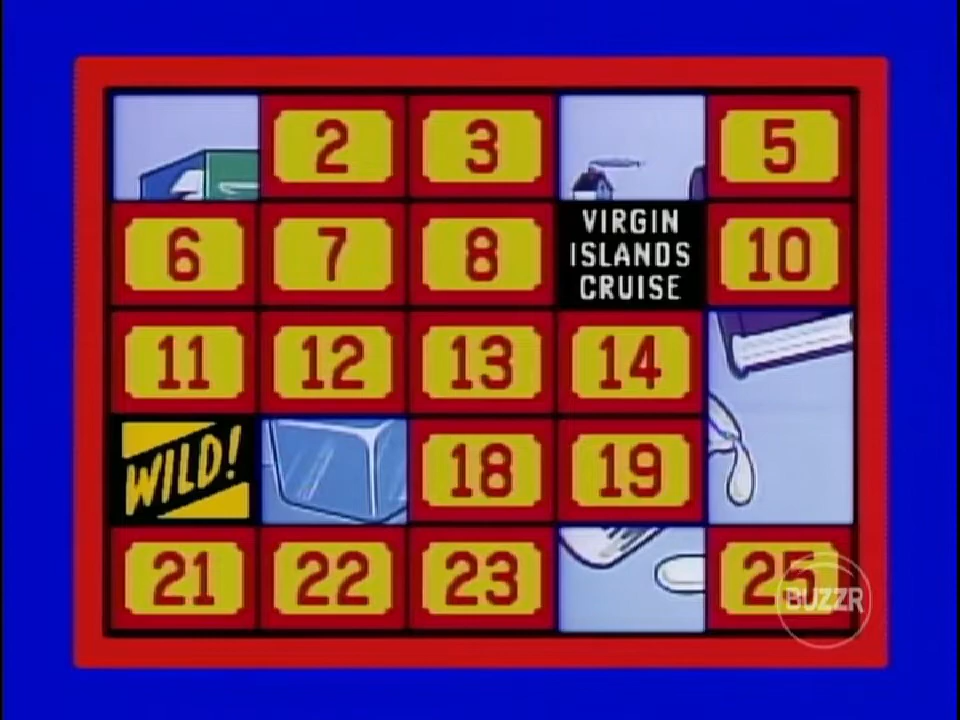 2 3 5
6 7 8 VIRGIN ISLANDS CRUISE 10
11 12 13 14
WILD! 18 19
21 22 23 25
BUZZR